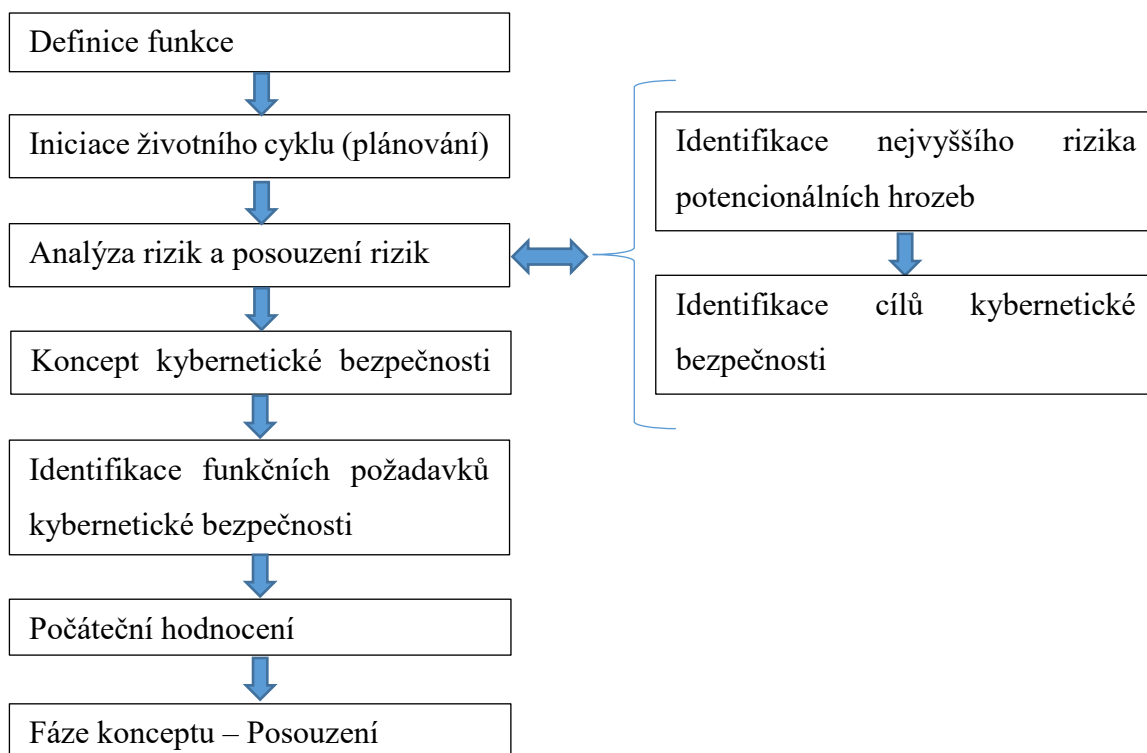 Definice funkce
Iniciace životního cyklu (plánování)
Analýza rizik a posouzení rizik
Koncept kybernetické bezpečnosti
Identifikace funkčních požadavků
kybernetické bezpečnosti
Počáteční hodnocení
Fáze konceptu – Posouzení
Identifikace nejvyššího rizika
potencionálních hrozeb
Identifikace cílů kybernetické
bezpečnosti